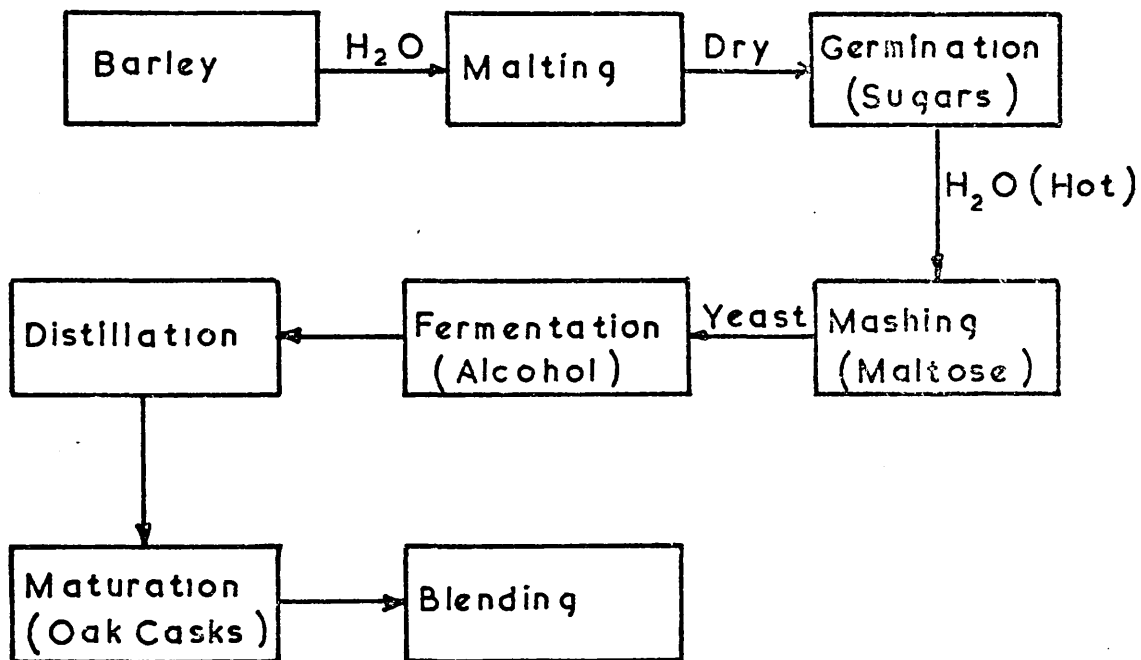 Barley
H₂O
Malting
Dry
Germination
(Sugars)
H₂O (Hot)
Mashing
(Maltose)
Yeast
Fermentation
(Alcohol)
Distillation
Maturation
(Oak Casks)
Blending